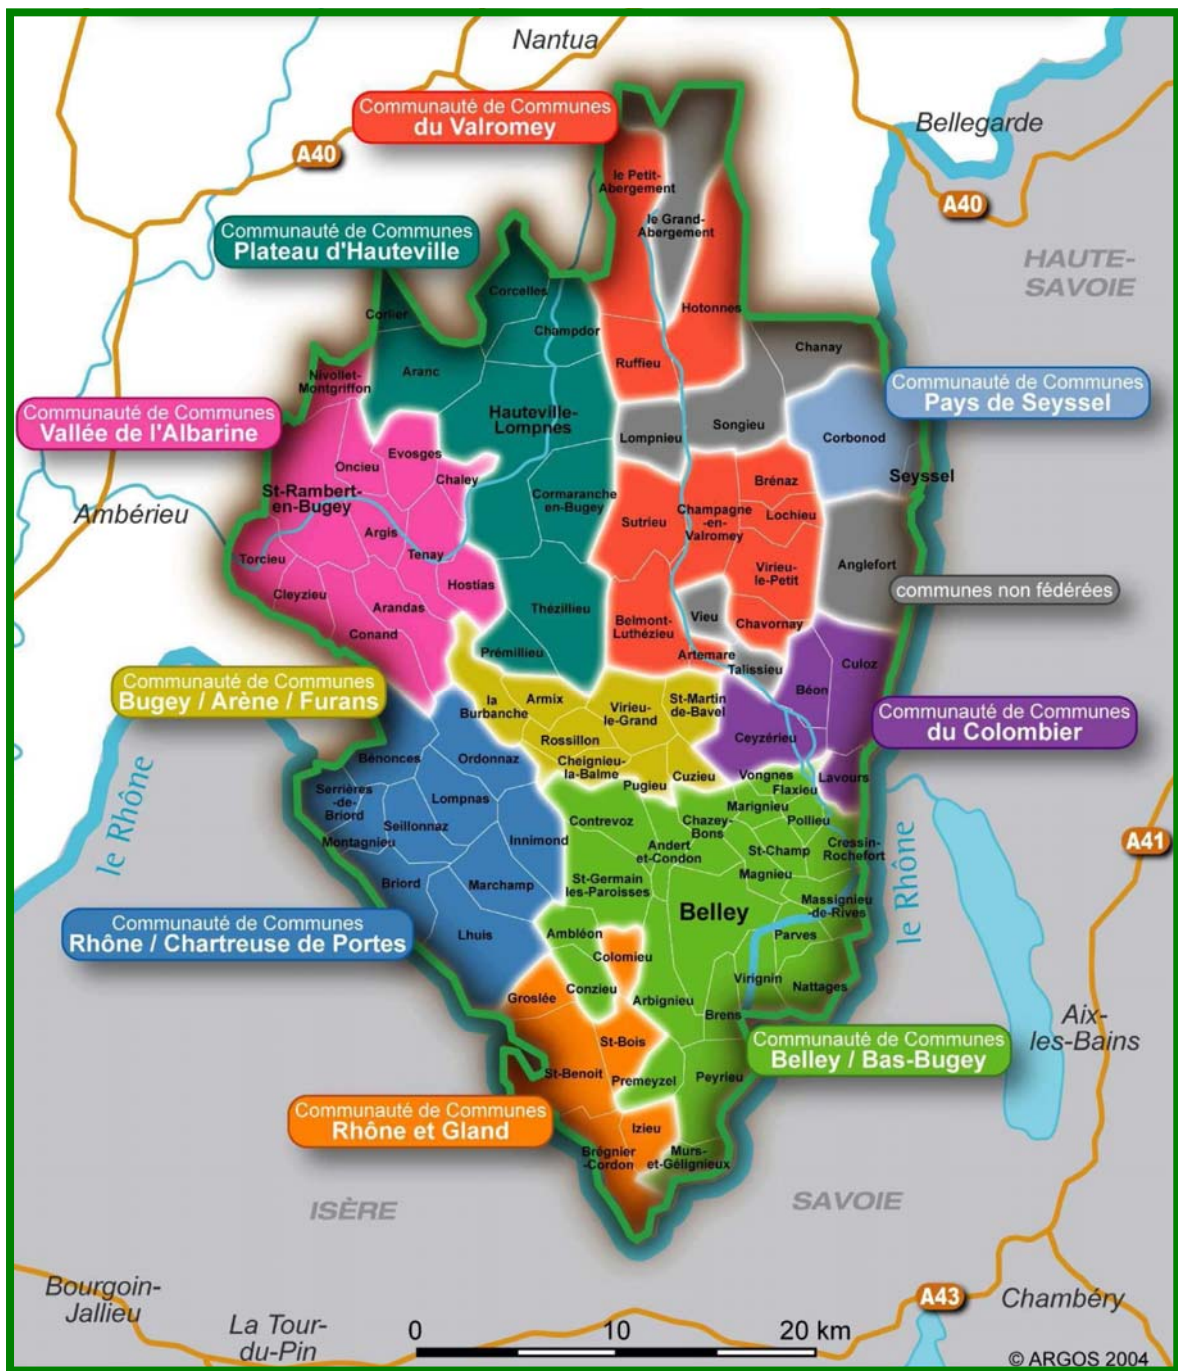 Nantua
Communauté de Communes
du Valromey
Bellegarde
A40
A40
le Petit-
Abergement
le Grand-
Abergement
Communauté de Communes
Plateau d'Hauteville
HAUTE-
SAVOIE
Corcelles
Hotonnes
Corlier
Champdor
Chanay
Ruffieu
Aranc
Nivollet-
Montgriffon
Communauté de Communes
Pays de Seyssel
Communauté de Communes
Vallée de l'Albarine
Hauteville-
Lompnes
Songieu
Lompnieu
Corbonod
Evosges
Oncieu
Chaley
Seyssel
St-Rambert-
en-Bugey
Cormaranche
en-Bugey
Brénaz
Ambérieu
Sutrieu
Champagne
-en-
Valromey
Lochieu
Argis
Tenay
Torcieu
Anglefort
Virieu-
le-Petit
Hostias
communes non fédérées
Cleyzieu
Arandas
Thézillieu
Vieu
Belmont-
Luthézieu
Chavornay
Conand
Prémillieu
Artemare
Talissieu
Culoz
Communauté de Communes
Bugey / Arène / Furans
Béon
la
Burbanche
Armix
Virieu-
le-Grand
St-Martin
de-Bavel
Communauté de Communes
du Colombier
Rossillon
Ceyzérieu
Bénonces
Ordonnaz
Cheignieu-
la-Balme
Pugieu
Cuzieu
Vongnes
Flaxieu
Lavours
le Rhône
Serrières
-de-
Briord
Lompnas
Marignieu
Pollieu
Contrevoz
Chazey-
Bons
Seillonnaz
Montagnieu
Innimond
Andert
et-Condon
St-Champ
Cressin-
Rochefort
A41
le Rhône
Magnieu
Briord
Marchamp
St-Germain
les-Paroisses
Massignieu
-de-Rives
Belley
Communauté de Communes
Rhône / Chartreuse de Portes
Lhuis
Ambléon
Parves
Colomieu
Virignin
Nattages
Groslée
Conzieu
Arbignieu
Brens
Aix-
les-Bains
Communauté de Communes
Belley / Bas-Bugey
St-Bois
St-Benoit
Premeyzel
Peyrieu
Communauté de Communes
Rhône et Gland
Izieu
Brégnier
-Cordon
Murs-
et-Gélignieux
ISÈRE
SAVOIE
Bourgoin-
Jallieu
A43
Chambéry
La Tour-
du-Pin
0 10 20 km
© ARGOS 2004